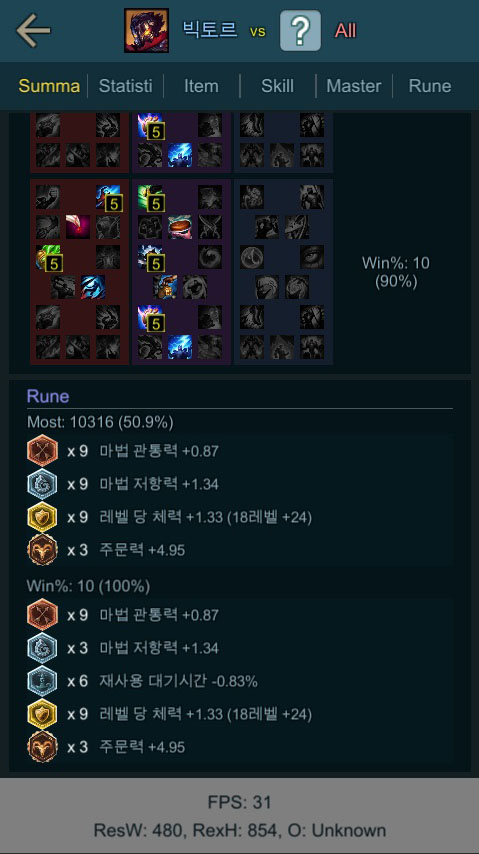 빅토르 vs ? All
Summa Statisti Item Skill Master Rune
5
5
5
5
5
5
Win%: 10
(90%)
5
Rune
Most: 10316 (50.9%)
x 9 마법 관통력 +0.87
x 9 마법 저항력 +1.34
x 9 레벨 당 체력 +1.33 (18레벨 +24)
x 3 주문력 +4.95
Win%: 10 (100%)
x 9 마법 관통력 +0.87
x 3 마법 저항력 +1.34
x 6 재사용 대기시간 -0.83%
x 9 레벨 당 체력 +1.33 (18레벨 +24)
x 3 주문력 +4.95
FPS: 31
ResW: 480, RexH: 854, O: Unknown